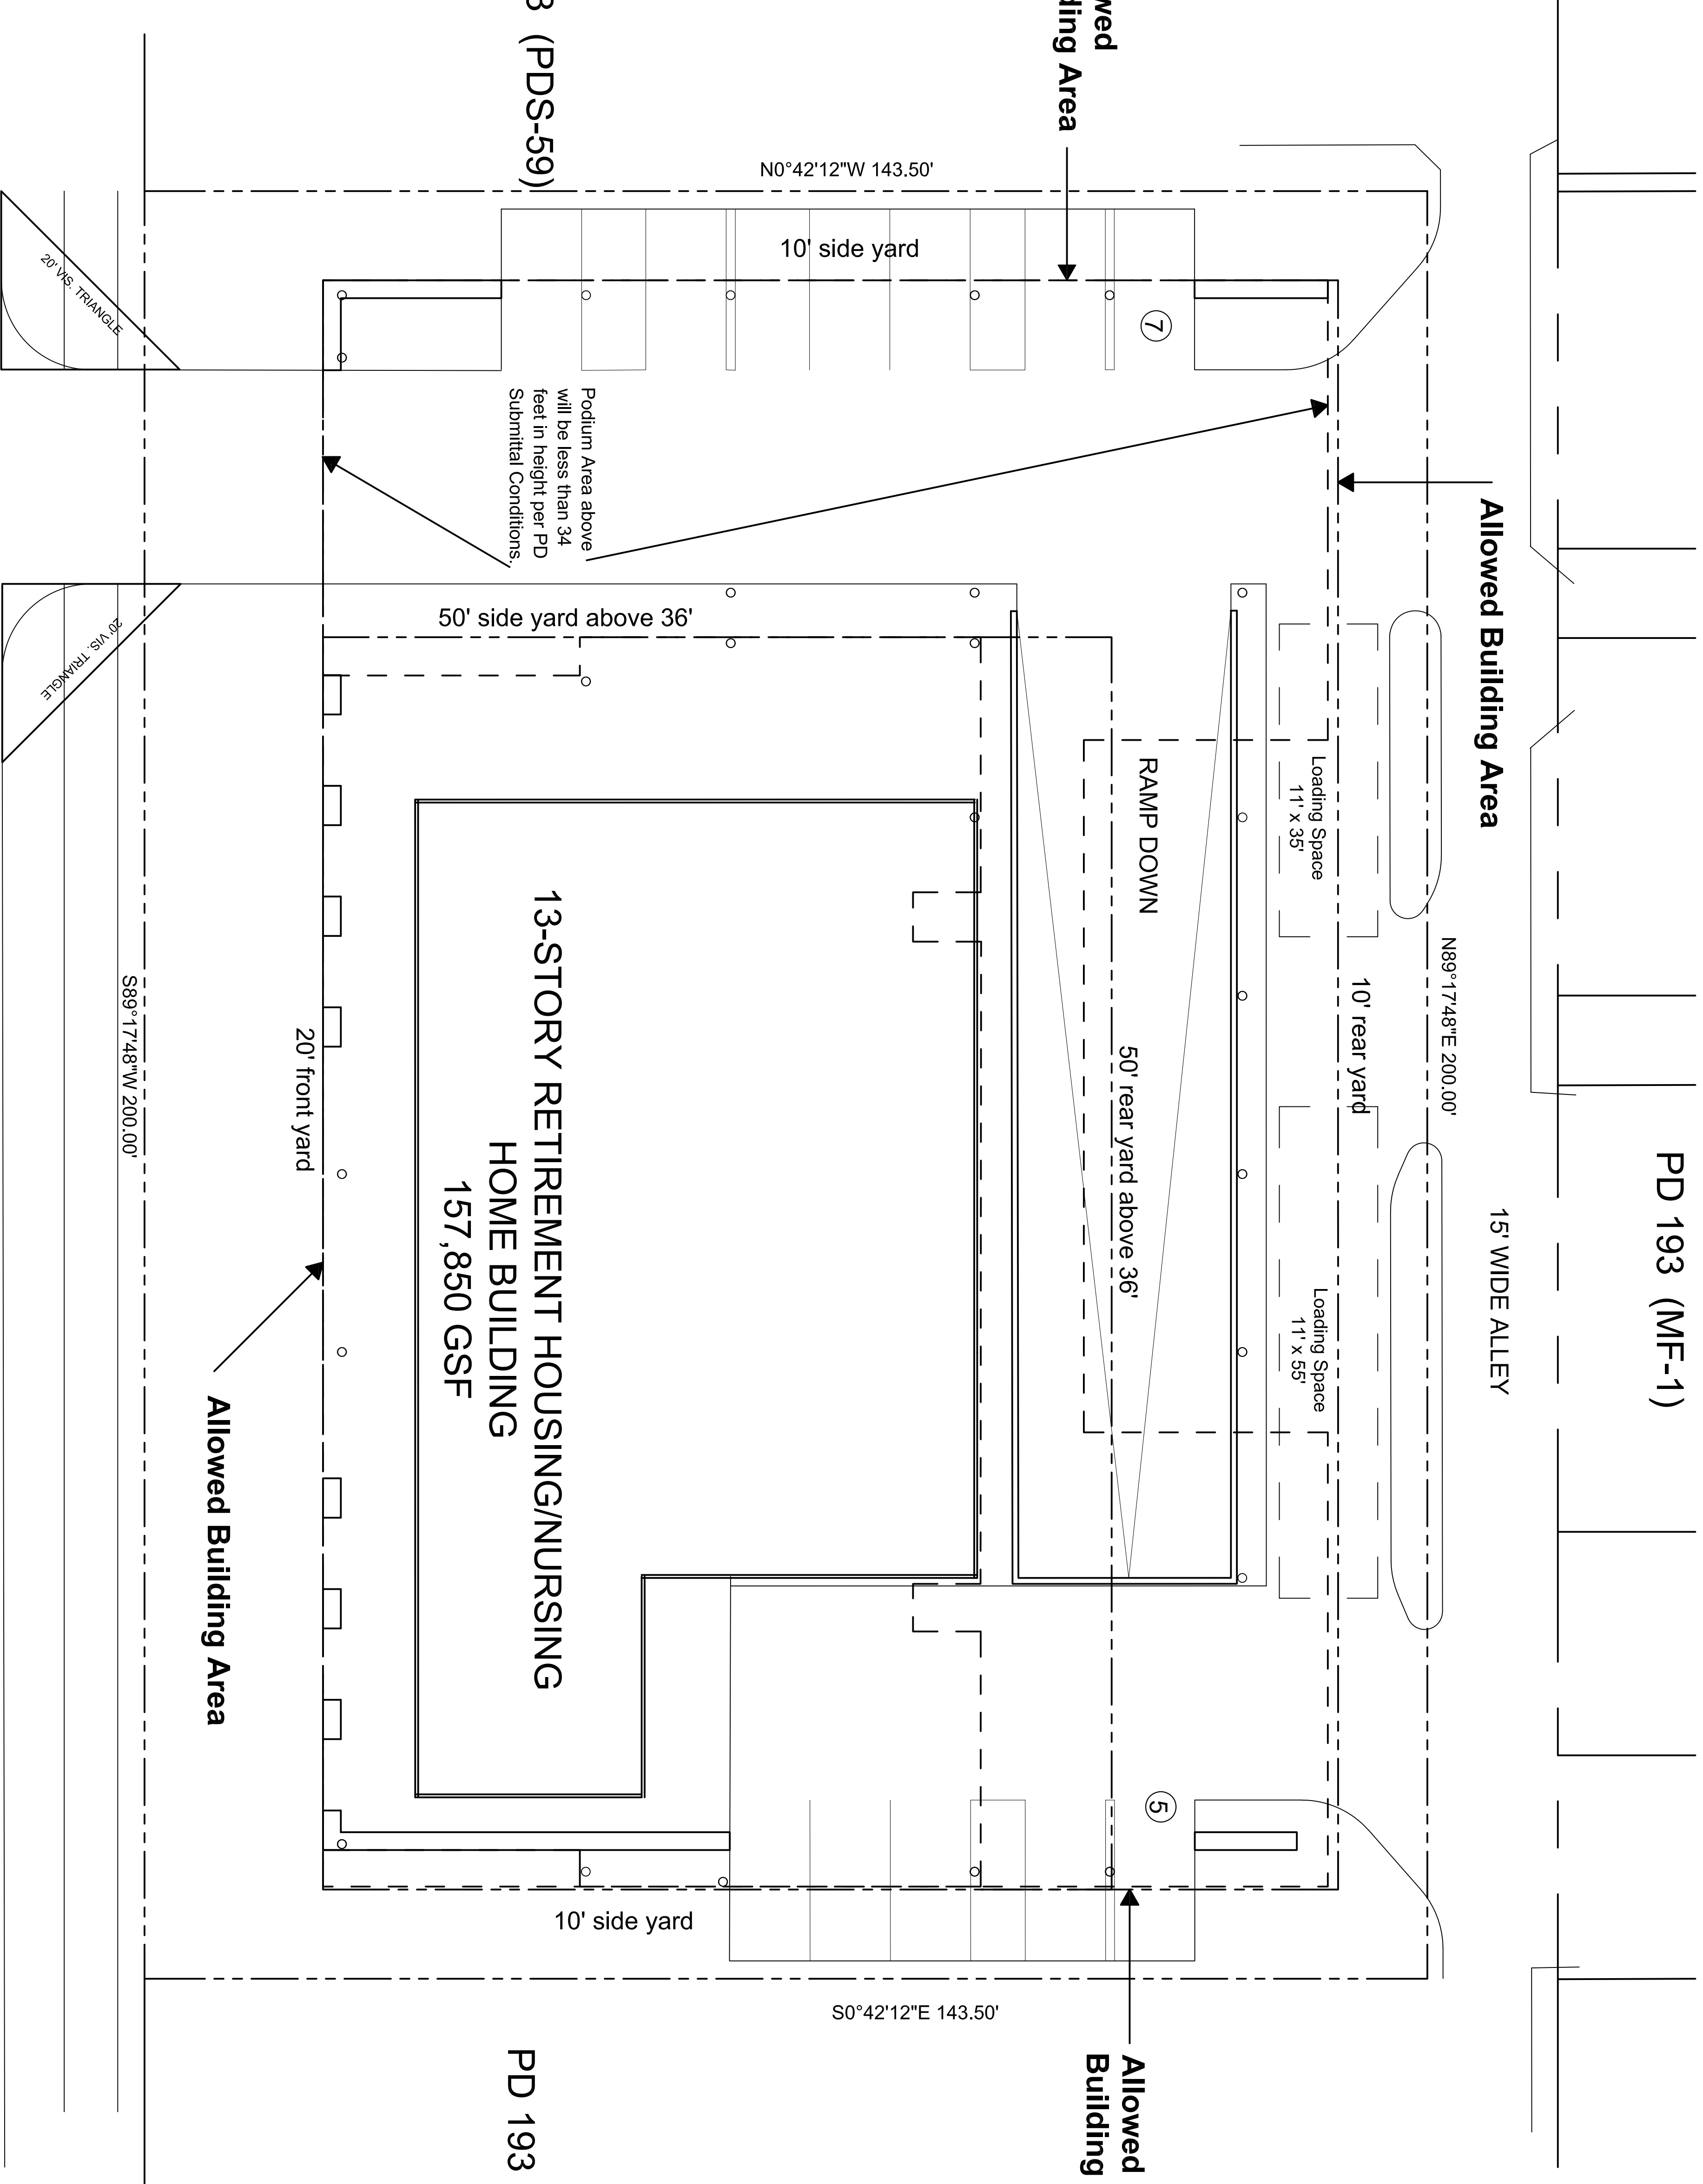 PD 193  (MF-1)
15' WIDE ALLEY
N89°17'48"E 200.00'
Allowed Building Area
10' rear yard
Loading Space
11' x 35'
Loading Space
11' x 55'
RAMP DOWN
50' rear yard above 36'
7
5
wed
ding Area
3  (PDS-59)
N0°42'12"W 143.50'
10' side yard
Podium Area above
will be less than 34
feet in height per PD
Submittal Conditions.
50' side yard above 36'
13-STORY RETIREMENT HOUSING/NURSING
HOME BUILDING
157,850 GSF
10' side yard
S0°42'12"E 143.50'
Allowed
Building
PD 193
20' front yard
Allowed Building Area
S89°17'48"W 200.00'
20' VIS. TRIANGLE
20' VIS. TRIANGLE